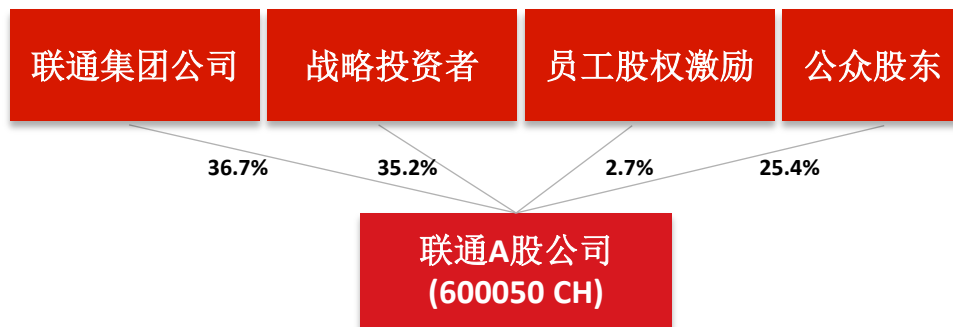 联通集团公司
战略投资者
员工股权激励
公众股东
36.7%
35.2%
2.7%
25.4%
联通A股公司
(600050 CH)